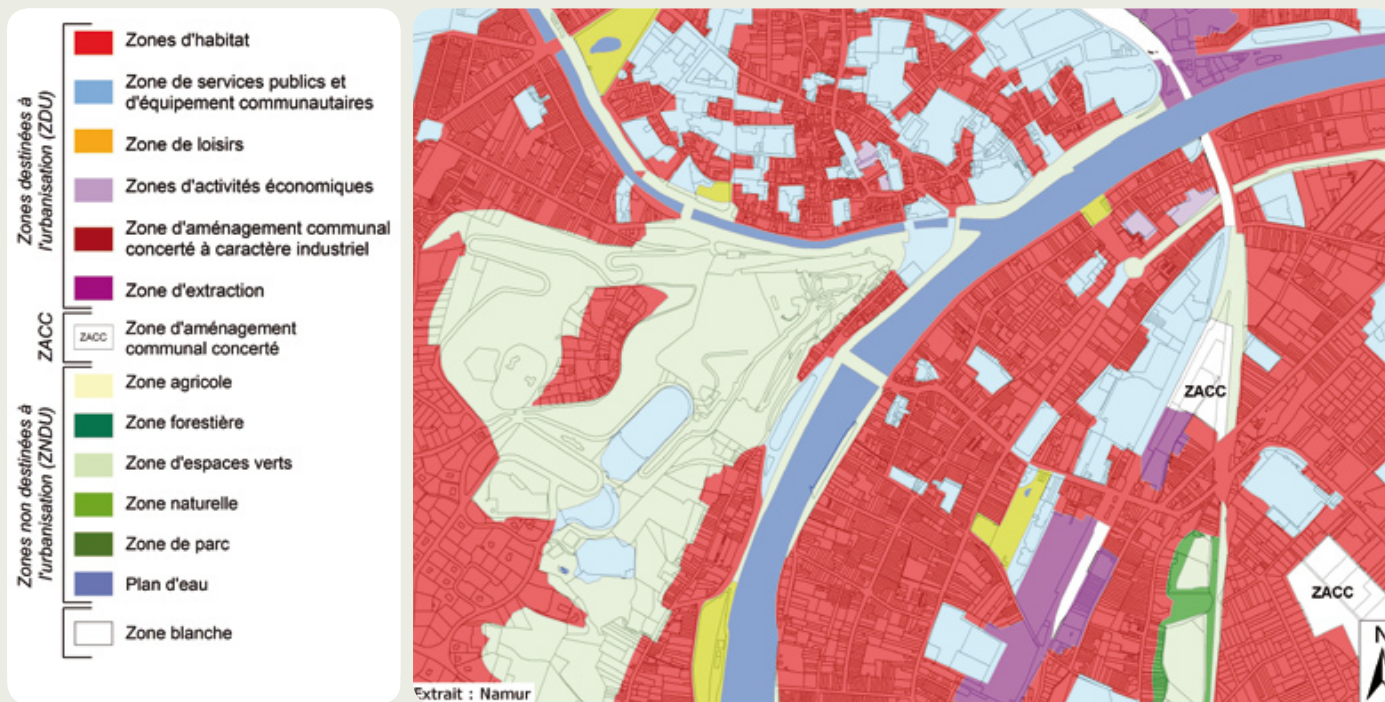 Zones destinées à
l'urbanisation (ZDU)
Zones d'habitat
Zone de services publics et
d'équipement communautaires
Zone de loisirs
Zones d'activités économiques
Zone d'aménagement communal
concerté à caractère industriel
Zone d'extraction
ZACC
ZACC
Zone d'aménagement
communal concerté
Zones non destinées à
l'urbanisation (ZNDU)
Zone agricole
Zone forestière
Zone d'espaces verts
Zone naturelle
Zone de parc
Plan d'eau
Zone blanche
ZACC
ZACC
N
Extrait : Namur